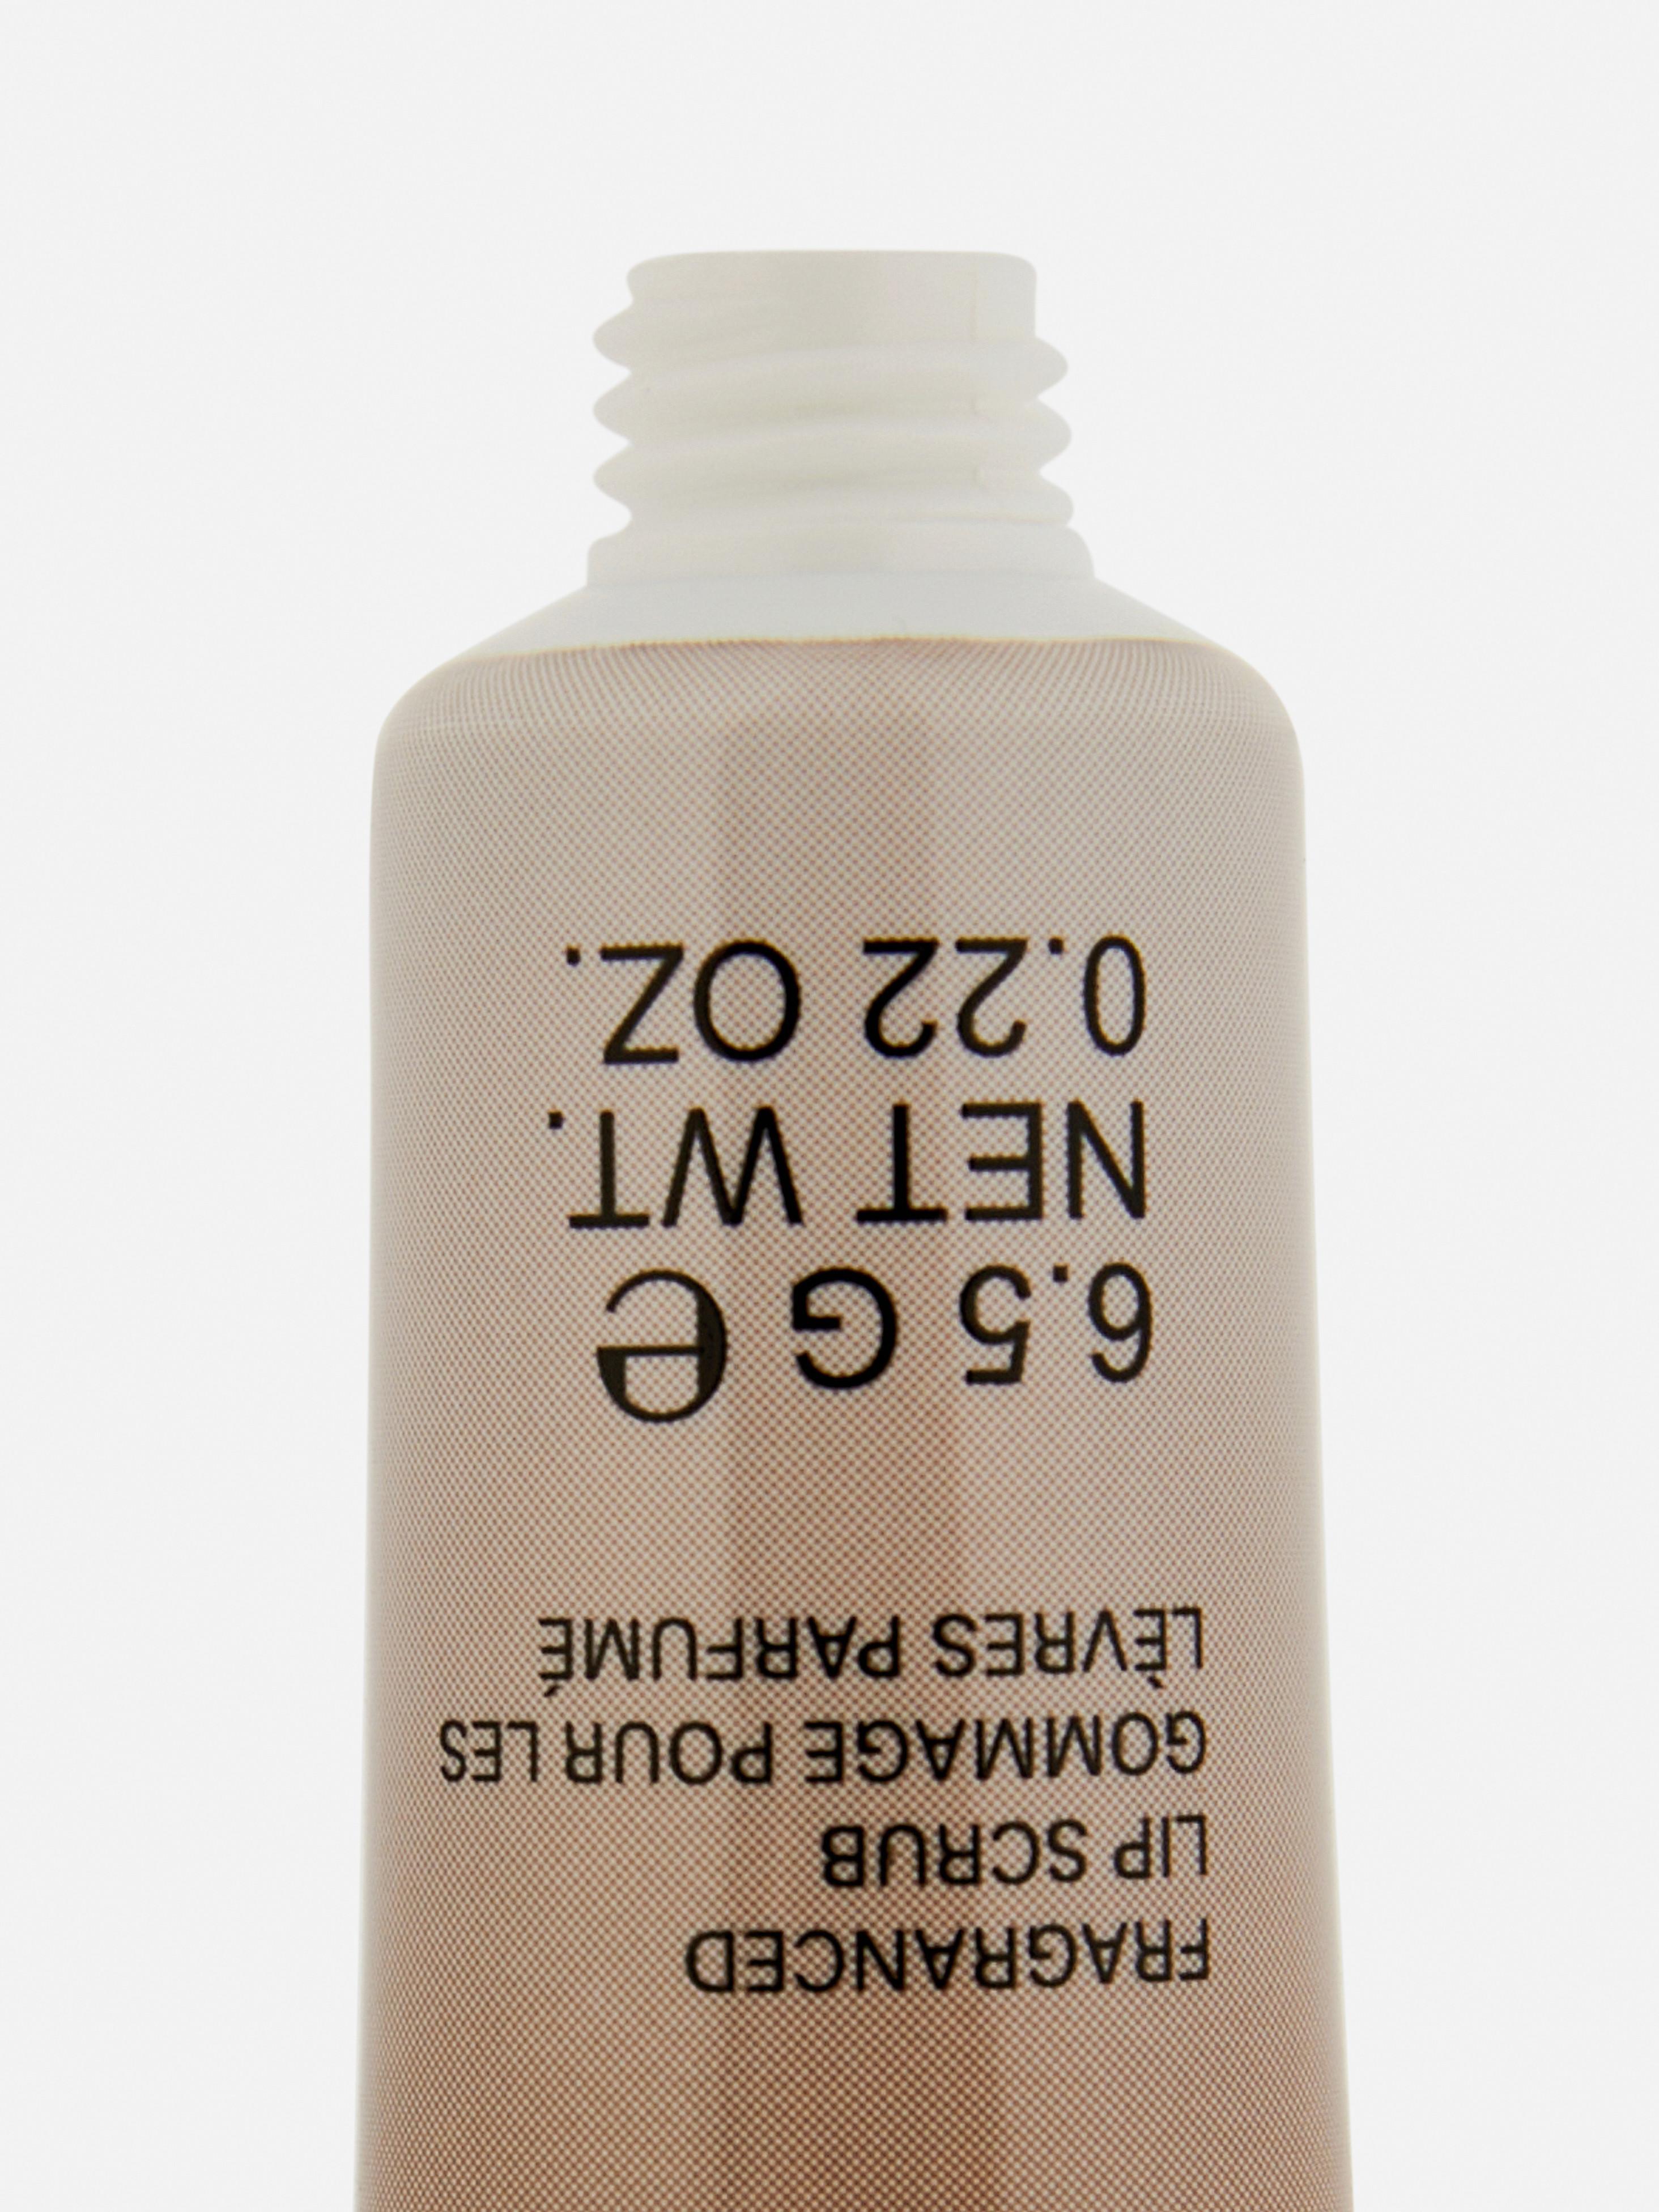 FRAGRANCED
LIP SCRUB
GOMMAGE POUR LES
LÈVRES PARFUMÉ
6.5 G ℮
NET WT.
0.22 OZ.